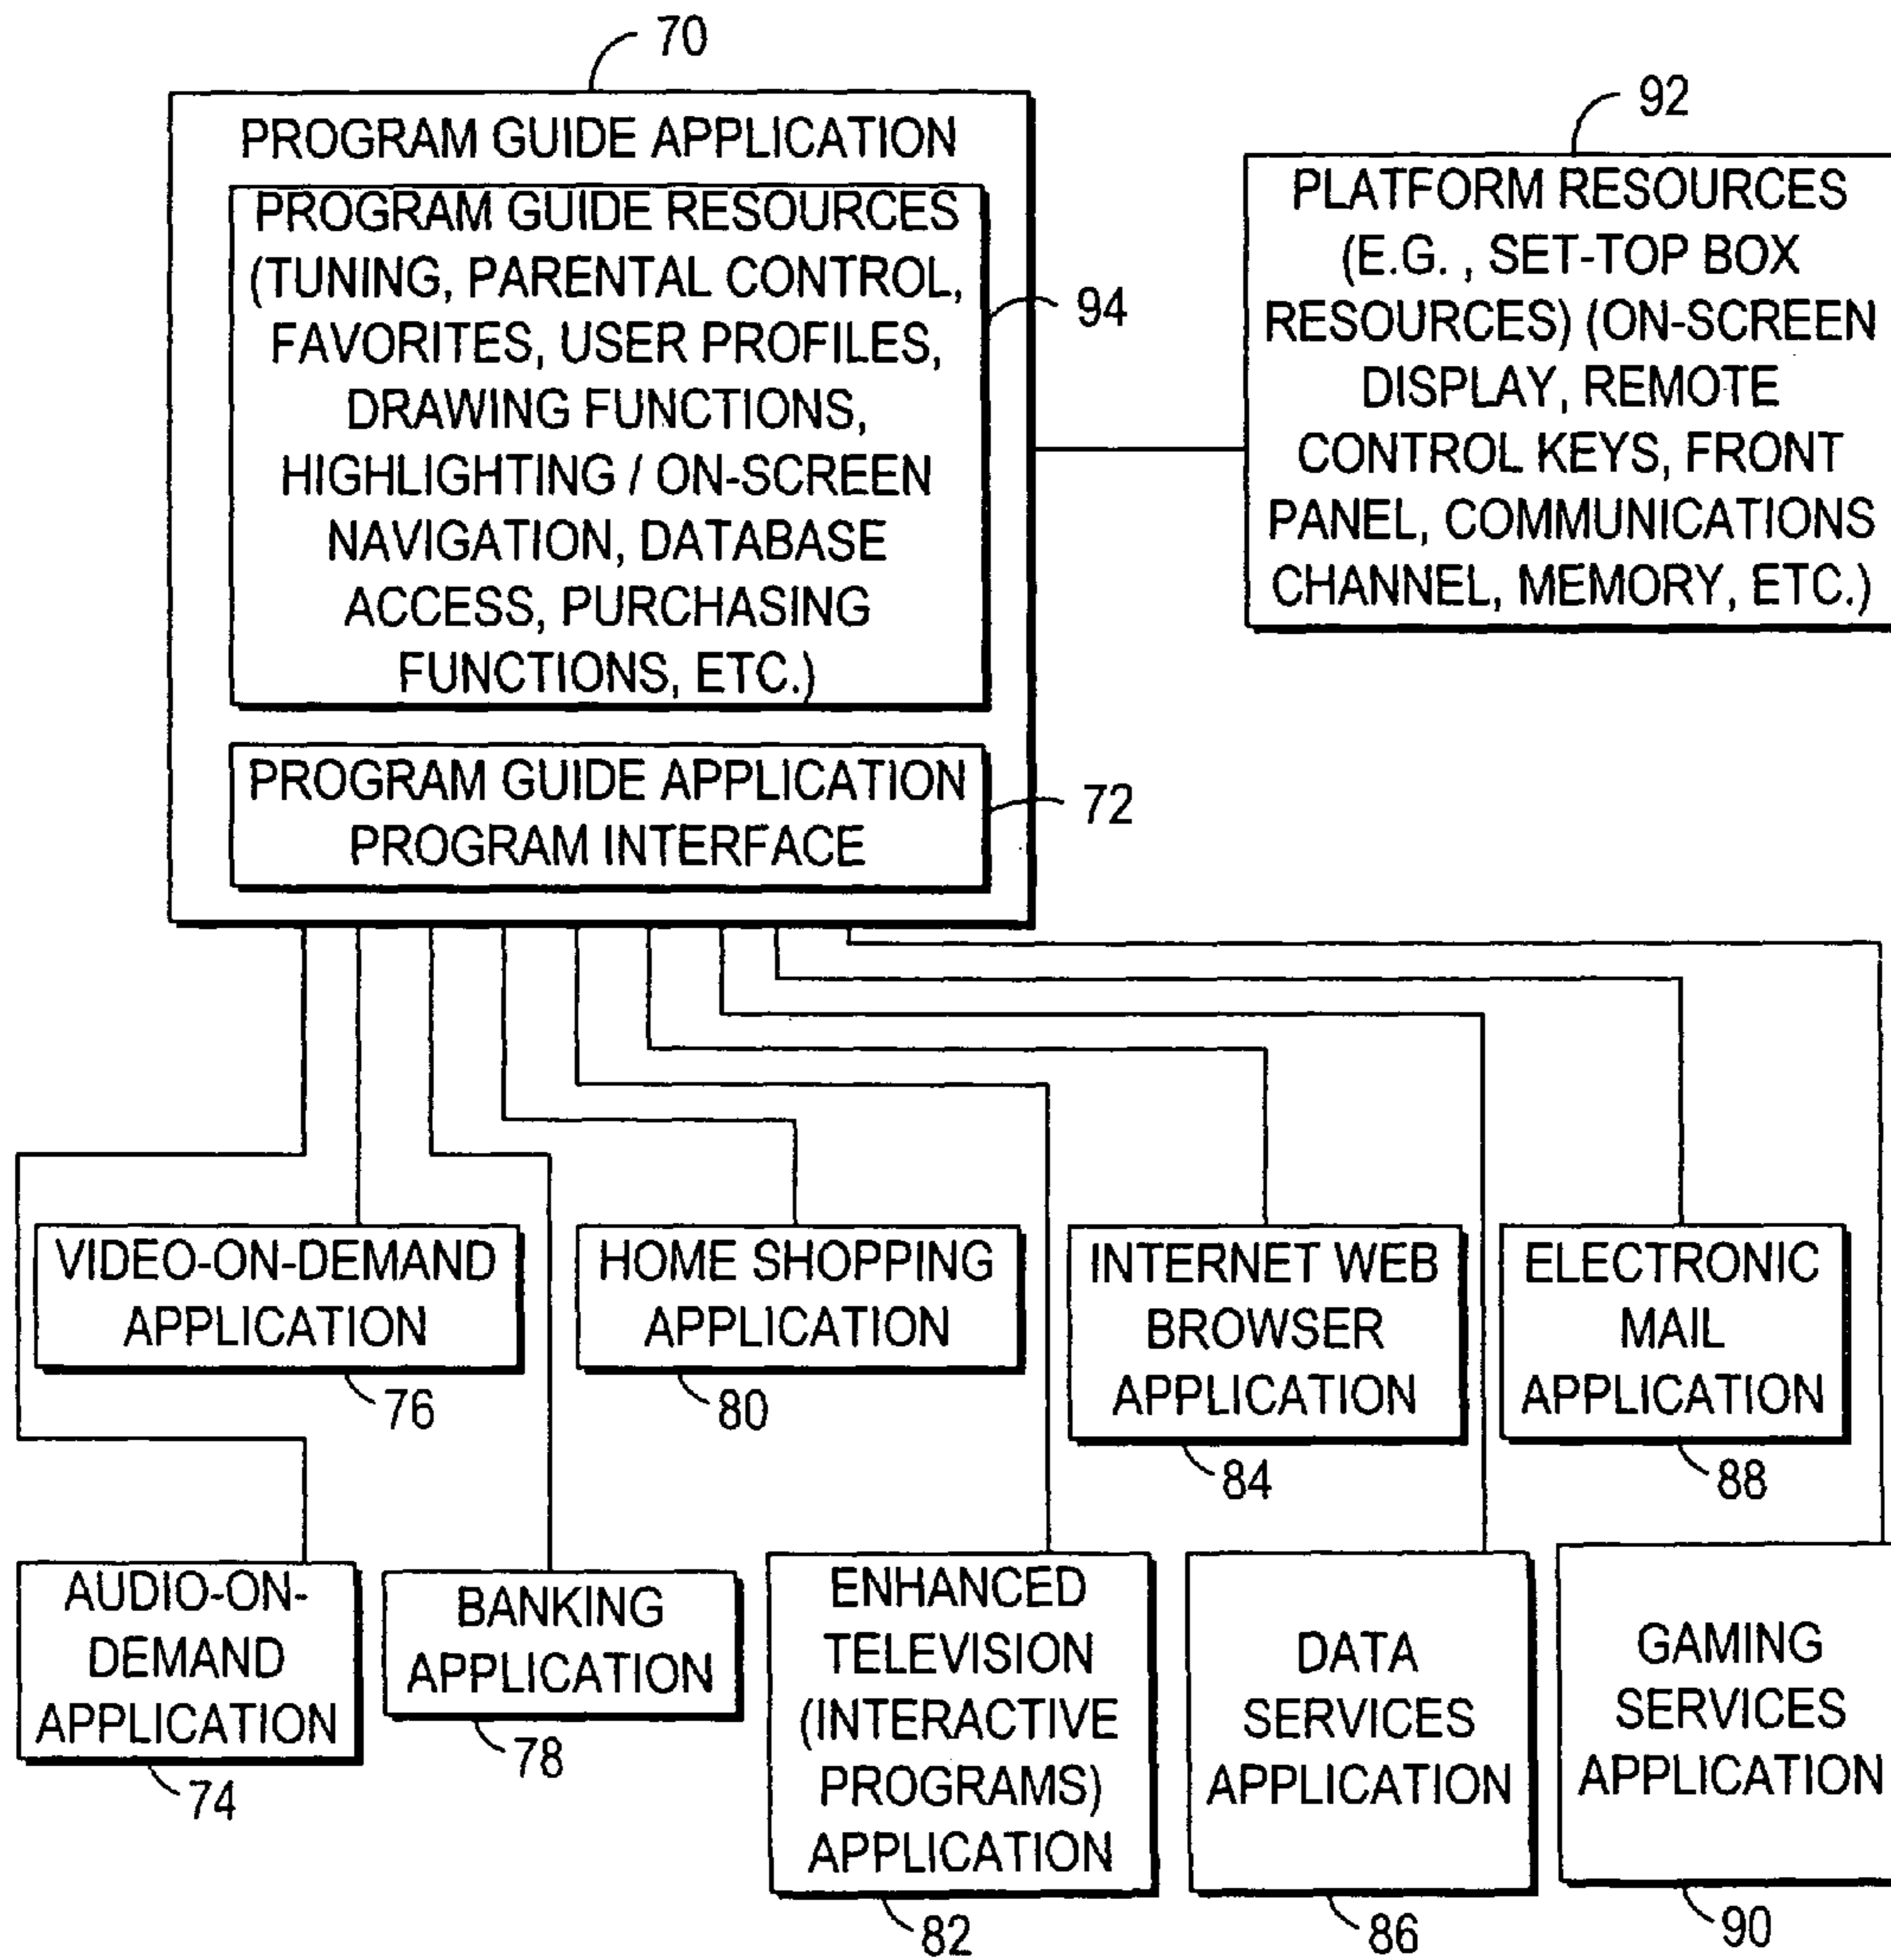 70
PROGRAM GUIDE APPLICATION
PROGRAM GUIDE RESOURCES
(TUNING, PARENTAL CONTROL,
FAVORITES, USER PROFILES,
DRAWING FUNCTIONS,
HIGHLIGHTING / ON-SCREEN
NAVIGATION, DATABASE
ACCESS, PURCHASING
FUNCTIONS, ETC.)
94
PROGRAM GUIDE APPLICATION
PROGRAM INTERFACE
72
92
PLATFORM RESOURCES
(E.G. , SET-TOP BOX
RESOURCES) (ON-SCREEN
DISPLAY, REMOTE
CONTROL KEYS, FRONT
PANEL, COMMUNICATIONS
CHANNEL, MEMORY, ETC.)
VIDEO-ON-DEMAND
APPLICATION
76
HOME SHOPPING
APPLICATION
80
INTERNET WEB
BROWSER
APPLICATION
84
ELECTRONIC
MAIL
APPLICATION
88
AUDIO-ON-
DEMAND
APPLICATION
74
BANKING
APPLICATION
78
ENHANCED
TELEVISION
(INTERACTIVE
PROGRAMS)
APPLICATION
82
DATA
SERVICES
APPLICATION
86
GAMING
SERVICES
APPLICATION
90